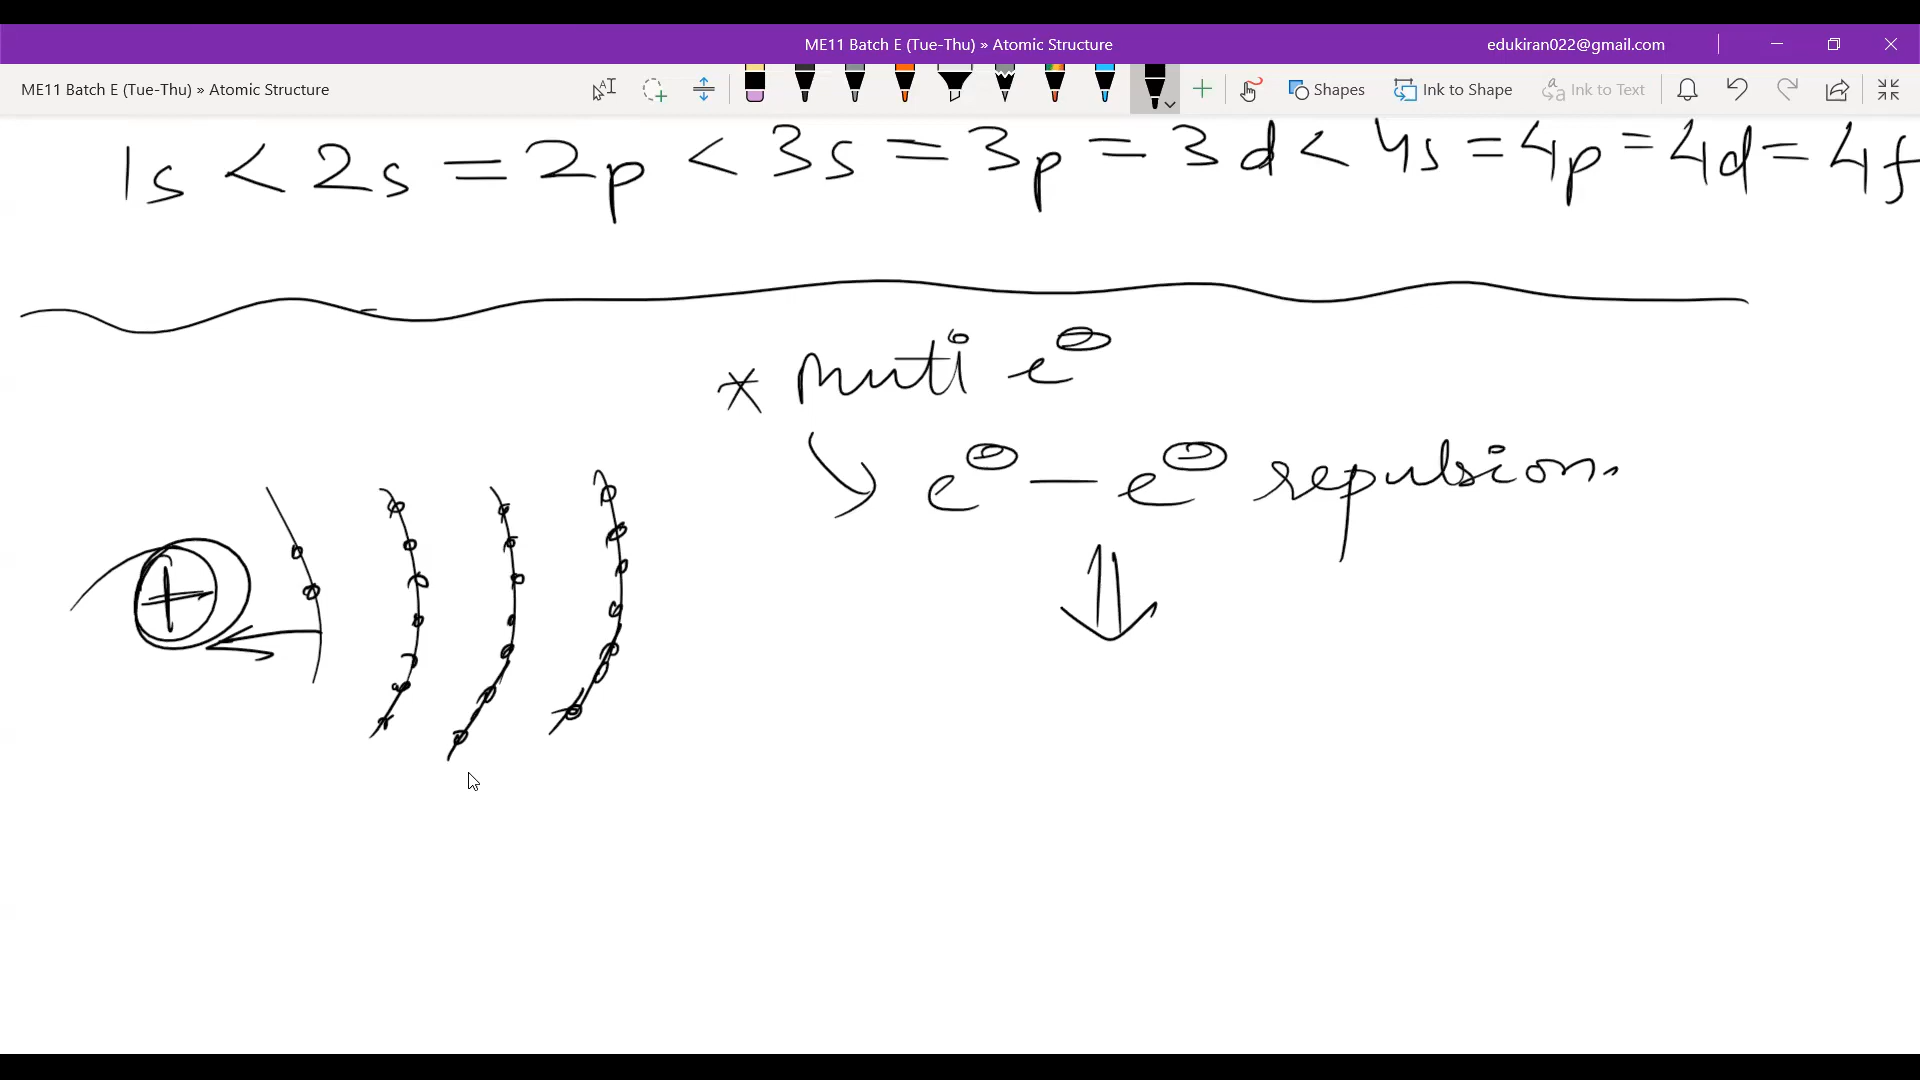 ME11 Batch E (Tue-Thu) » Atomic Structure
edukiran022@gmail.com
ME11 Batch E (Tue-Thu) » Atomic Structure
Shapes
Ink to Shape
Ink to Text
1s < 2s = 2p < 3s = 3p = 3d < 4s = 4p = 4d = 4f
* muti e⊖
↘ e⊖ — e⊖ repulsion.
⇓
+